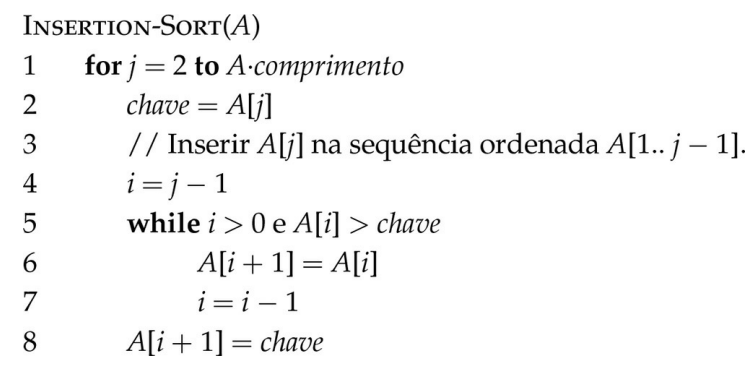 INSERTION-SORT(A)
1 for j = 2 to A·comprimento
2 chave = A[j]
3 // Inserir A[j] na sequência ordenada A[1.. j − 1].
4 i = j − 1
5 while i > 0 e A[i] > chave
6 A[i + 1] = A[i]
7 i = i − 1
8 A[i + 1] = chave